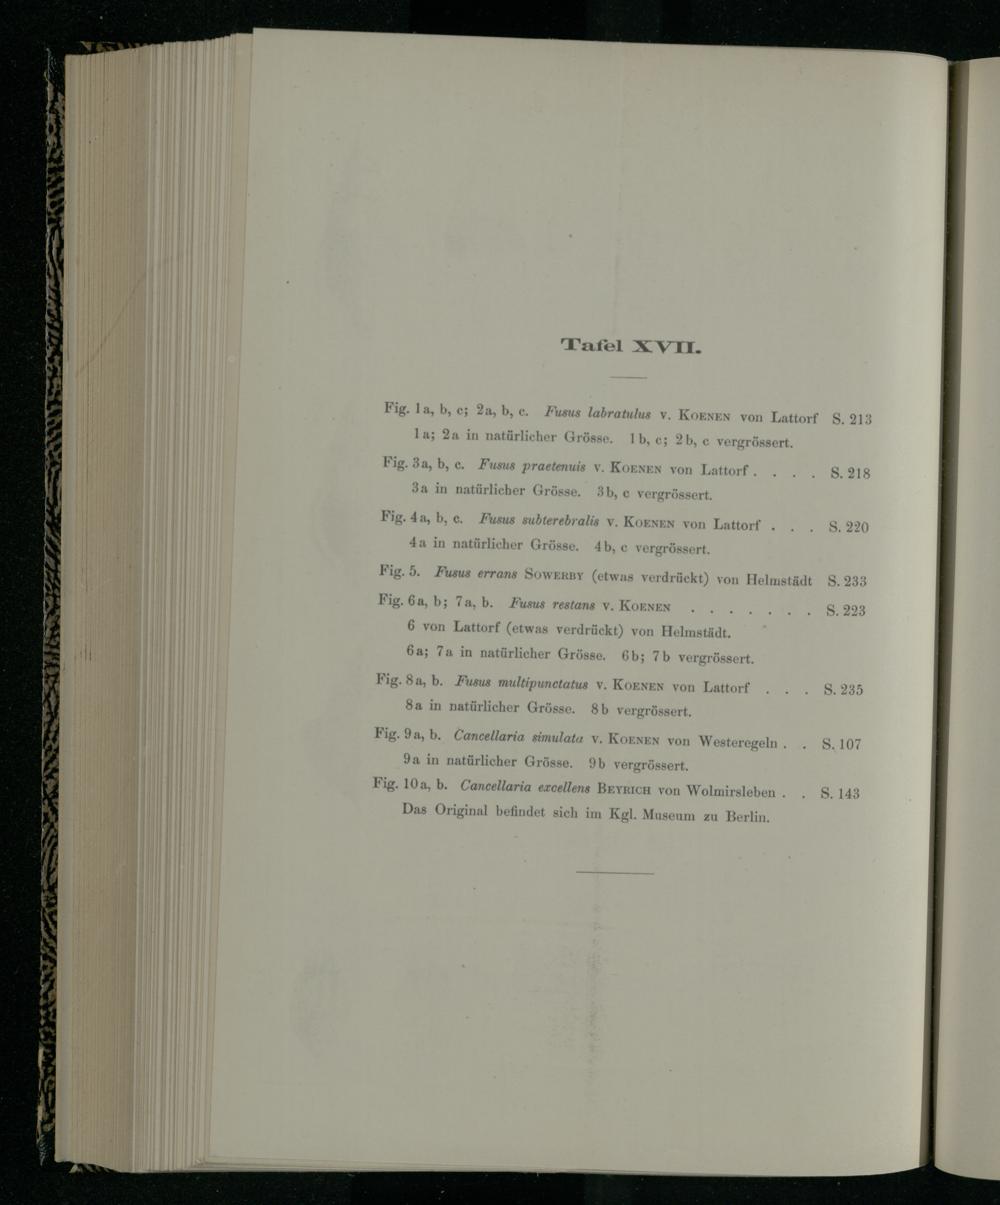 Tafel XVII.
Fig. 1a, b, c; 2a, b, c. Fusus labratulus v. Koenen von Lattorf S. 213
1a; 2a in natürlicher Grösse. 1b, c; 2b, c vergrössert.
Fig. 3a, b, c. Fusus praetenuis v. Koenen von Lattorf . . . . S. 218
3a in natürlicher Grösse. 3b, c vergrössert.
Fig. 4a, b, c. Fusus subterebralis v. Koenen von Lattorf . . . S. 220
4a in natürlicher Grösse. 4b, c vergrössert.
Fig. 5. Fusus errans Sowerby (etwas verdrückt) von Helmstädt S. 233
Fig. 6a, b; 7a, b. Fusus restans v. Koenen . . . . . . . S. 223
6 von Lattorf (etwas verdrückt) von Helmstädt.
6a; 7a in natürlicher Grösse. 6b; 7b vergrössert.
Fig. 8a, b. Fusus multipunctatus v. Koenen von Lattorf . . . S. 235
8a in natürlicher Grösse. 8b vergrössert.
Fig. 9a, b. Cancellaria simulata v. Koenen von Westeregeln . . S. 107
9a in natürlicher Grösse. 9b vergrössert.
Fig. 10a, b. Cancellaria excellens Beyrich von Wolmirsleben . . S. 143
Das Original befindet sich im Kgl. Museum zu Berlin.